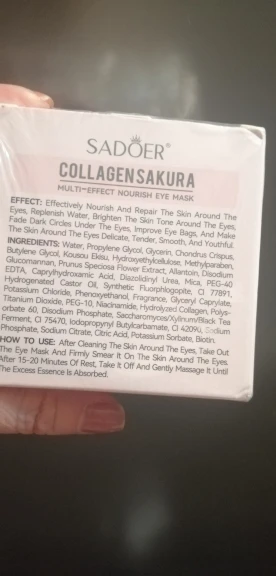 SADOER®
COLLAGEN SAKURA
MULTI-EFFECT NOURISH EYE MASK
EFFECT: Effectively Nourish And Repair The Skin Around The
Eyes, Replenish Water, Brighten The Skin Tone Around The Eyes,
Fade Dark Circles Under The Eyes, Improve Eye Bags, And Make
The Skin Around The Eyes Delicate, Tender, Smooth, And Youthful.
INGREDIENTS: Water, Propylene Glycol, Glycerin, Chondrus Crispus,
Butylene Glycol, Kousou Ekisu, Hydroxyethylcellulose, Methylparaben,
Glucomannan, Prunus Speciosa Flower Extract, Allantoin, Disodium
EDTA, Caprylhydroxamic Acid, Diazolidinyl Urea, Mica, PEG-40
Hydrogenated Castor Oil, Synthetic Fluorphlogopite, CI 77891,
Potassium Chloride, Phenoxyethanol, Fragrance, Glyceryl Caprylate,
Titanium Dioxide, PEG-10, Niacinamide, Hydrolyzed Collagen, Polys-
orbate 60, Disodium Phosphate, Saccharomyces/Xylinum/Black Tea
Ferment, CI 75470, Iodopropynyl Butylcarbamate, CI 42090, Sodium
Phosphate, Sodium Citrate, Citric Acid, Potassium Sorbate, Biotin.
HOW TO USE: After Cleaning The Skin Around The Eyes, Take Out
The Eye Mask And Firmly Smear It On The Skin Around The Eyes.
After 15-20 Minutes Of Rest, Take It Off And Gently Massage It Until
The Excess Essence Is Absorbed.